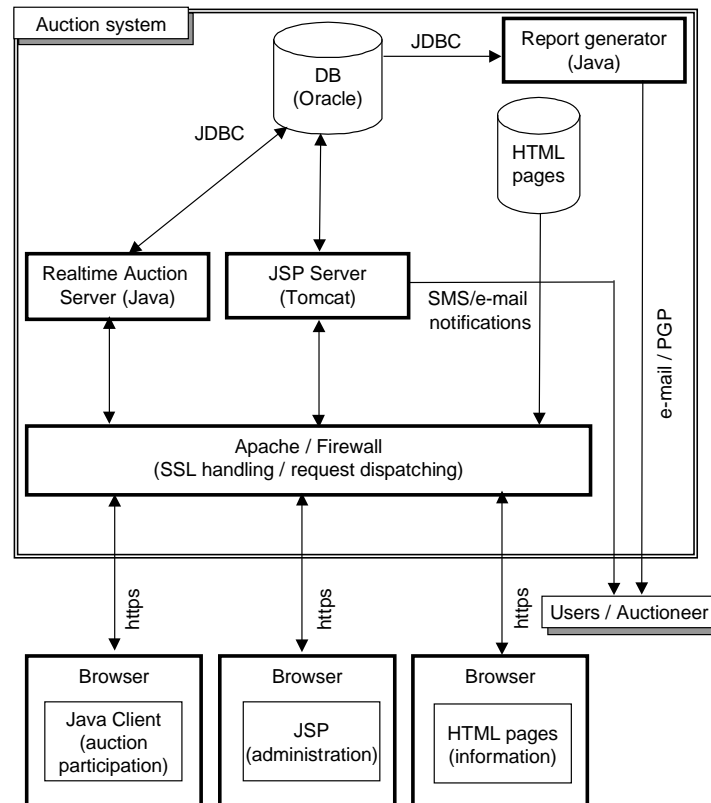 Auction system
DB
(Oracle)
JDBC
Report generator
(Java)
JDBC
HTML
pages
Realtime Auction
Server (Java)
JSP Server
(Tomcat)
SMS/e-mail
notifications
e-mail / PGP
Apache / Firewall
(SSL handling / request dispatching)
https
https
https
Users / Auctioneer
Browser
Java Client
(auction
participation)
Browser
JSP
(administration)
Browser
HTML pages
(information)